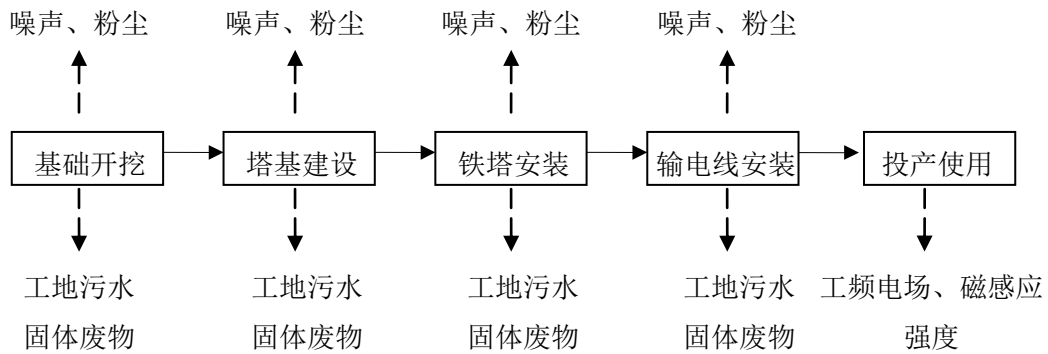 噪声、粉尘
噪声、粉尘
噪声、粉尘
噪声、粉尘
基础开挖
塔基建设
铁塔安装
输电线安装
投产使用
工地污水
固体废物
工地污水
固体废物
工地污水
固体废物
工地污水
固体废物
工频电场、磁感应
强度